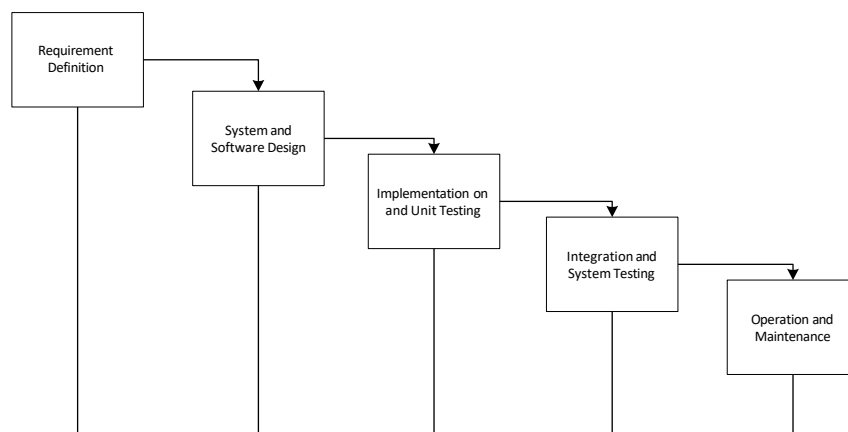 Requirement
Definition
System and
Software Design
Implementation on
and Unit Testing
Integration and
System Testing
Operation and
Maintenance